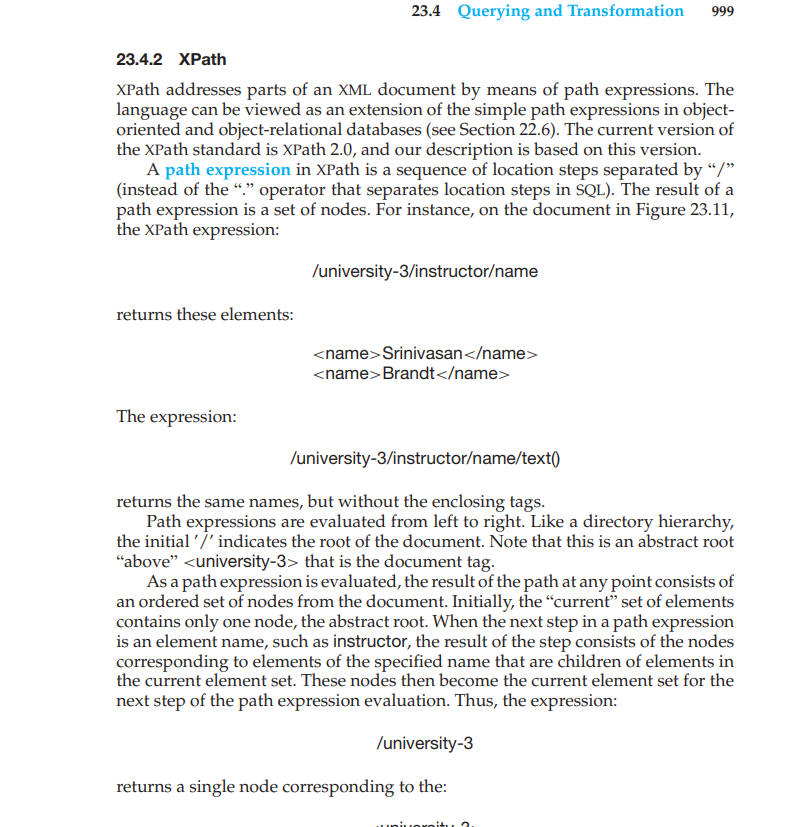 23.4 Querying and Transformation 999
23.4.2 XPath
XPath addresses parts of an XML document by means of path expressions. The
language can be viewed as an extension of the simple path expressions in object-
oriented and object-relational databases (see Section 22.6). The current version of
the XPath standard is XPath 2.0, and our description is based on this version.
A path expression in XPath is a sequence of location steps separated by “/”
(instead of the “.” operator that separates location steps in SQL). The result of a
path expression is a set of nodes. For instance, on the document in Figure 23.11,
the XPath expression:
/university-3/instructor/name
returns these elements:
<name>Srinivasan</name>
<name>Brandt</name>
The expression:
/university-3/instructor/name/text()
returns the same names, but without the enclosing tags.
Path expressions are evaluated from left to right. Like a directory hierarchy,
the initial ’/’ indicates the root of the document. Note that this is an abstract root
“above” <university-3> that is the document tag.
As a path expression is evaluated, the result of the path at any point consists of
an ordered set of nodes from the document. Initially, the “current” set of elements
contains only one node, the abstract root. When the next step in a path expression
is an element name, such as instructor, the result of the step consists of the nodes
corresponding to elements of the specified name that are children of elements in
the current element set. These nodes then become the current element set for the
next step of the path expression evaluation. Thus, the expression:
/university-3
returns a single node corresponding to the: